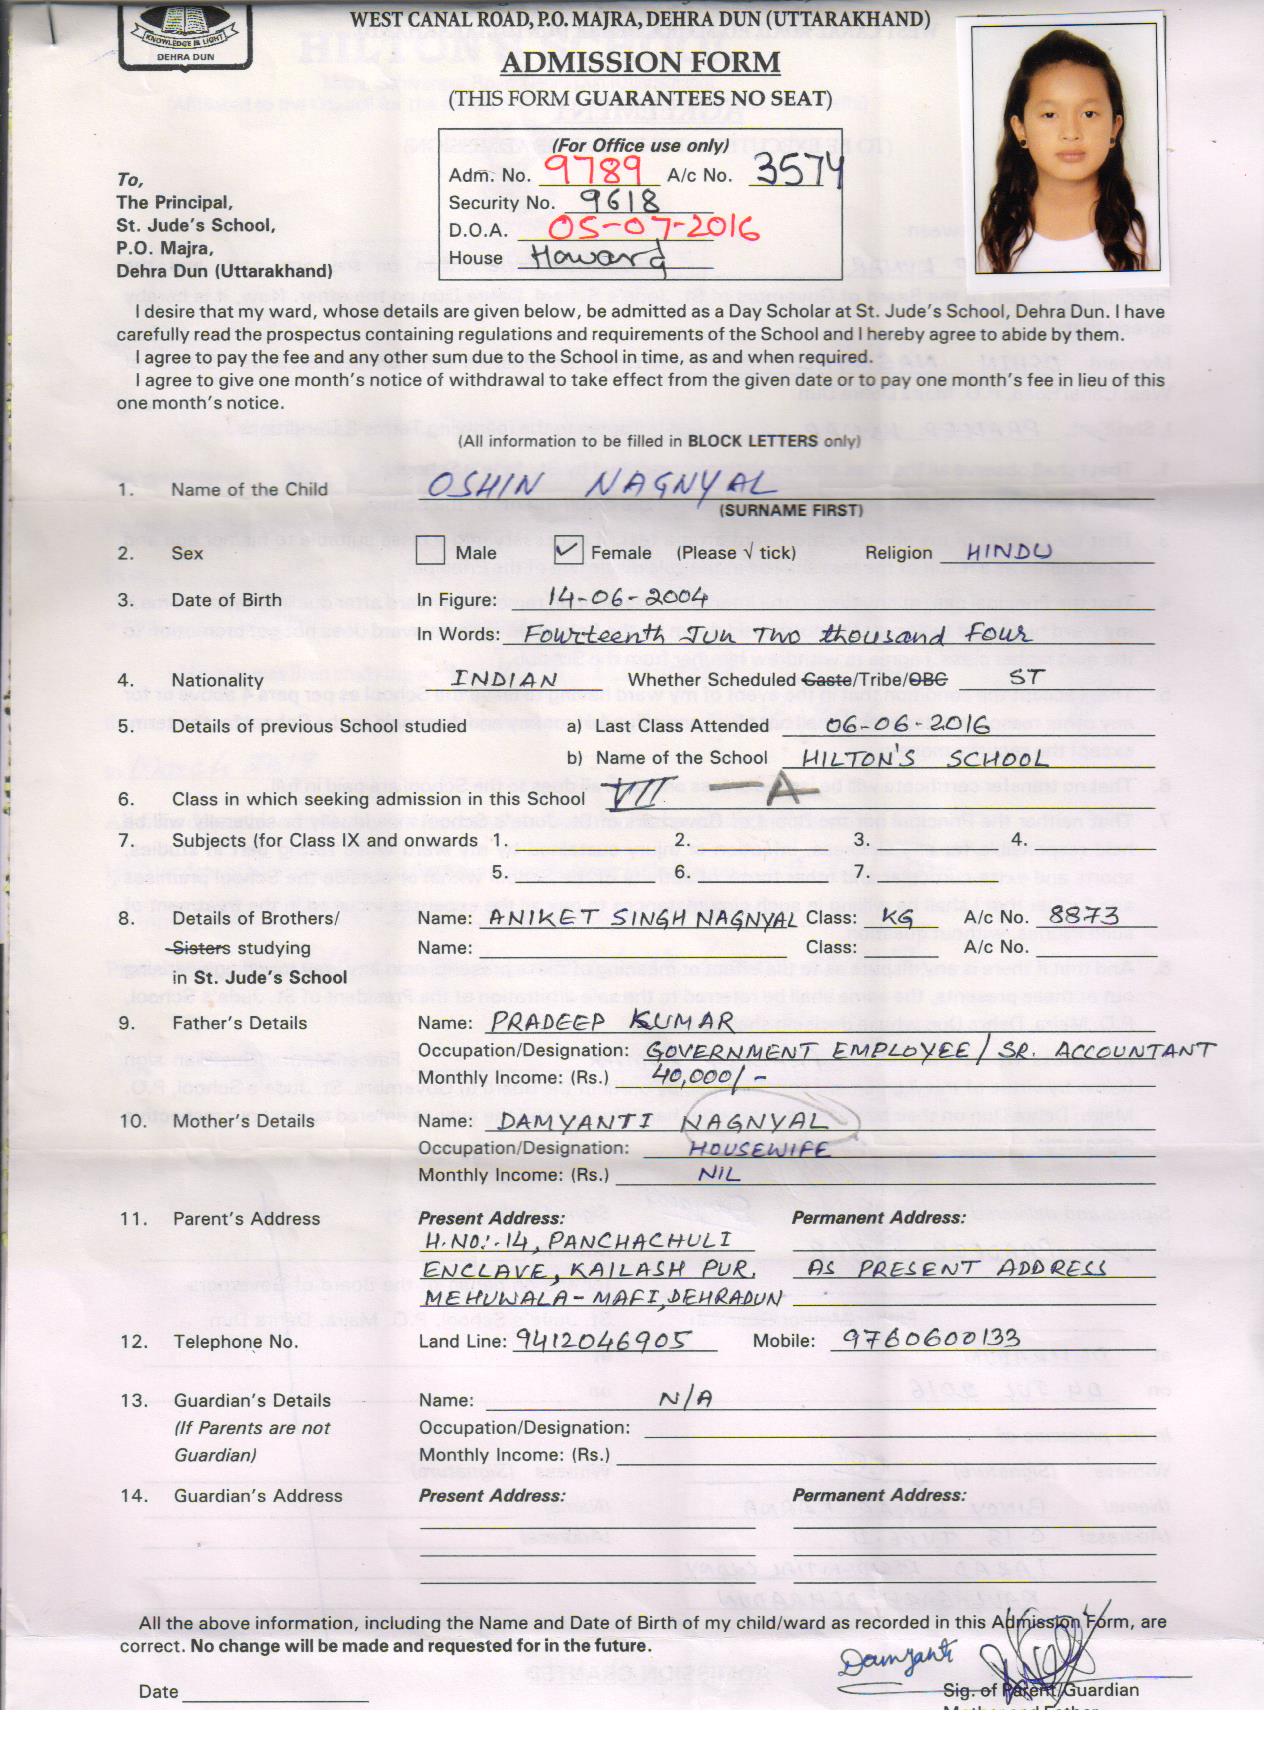 WEST CANAL ROAD, P.O. MAJRA, DEHRA DUN (UTTARAKHAND)
KNOWLEDGE IS LIGHT
DEHRA DUN
ADMISSION FORM
(THIS FORM GUARANTEES NO SEAT)
(For Office use only)
Adm. No. 9789 A/c No. 3574
Security No. 9618
D.O.A. 05-07-2016
House Howard
To,
The Principal,
St. Jude's School,
P.O. Majra,
Dehra Dun (Uttarakhand)
I desire that my ward, whose details are given below, be admitted as a Day Scholar at St. Jude's School, Dehra Dun. I have
carefully read the prospectus containing regulations and requirements of the School and I hereby agree to abide by them.
I agree to pay the fee and any other sum due to the School in time, as and when required.
I agree to give one month's notice of withdrawal to take effect from the given date or to pay one month's fee in lieu of this
one month's notice.
(All information to be filled in BLOCK LETTERS only)
1. Name of the Child OSHIN NAGNYAL
(SURNAME FIRST)
2. Sex Male ✓ Female (Please √ tick) Religion HINDU
3. Date of Birth In Figure: 14-06-2004
In Words: Fourteenth Jun Two thousand Four
4. Nationality INDIAN Whether Scheduled Caste/Tribe/OBC ST
5. Details of previous School studied a) Last Class Attended 06-06-2016
b) Name of the School HILTON'S SCHOOL
6. Class in which seeking admission in this School VII - A
7. Subjects (for Class IX and onwards 1. 2. 3. 4.
5. 6. 7.
8. Details of Brothers/ Name: ANIKET SINGH NAGNYAL Class: KG A/c No. 8873
Sisters studying Name: Class: A/c No.
in St. Jude's School
9. Father's Details Name: PRADEEP KUMAR
Occupation/Designation: GOVERNMENT EMPLOYEE / SR. ACCOUNTANT
Monthly Income: (Rs.) 40,000/-
10. Mother's Details Name: DAMYANTI NAGNYAL
Occupation/Designation: HOUSEWIFE
Monthly Income: (Rs.) NIL
11. Parent's Address Present Address: Permanent Address:
H.NO:-14, PANCHACHULI
ENCLAVE, KAILASH PUR. AS PRESENT ADDRESS
MEHUWALA-MAFI, DEHRADUN
12. Telephone No. Land Line: 9412046905 Mobile: 9760600133
13. Guardian's Details Name: N/A
(If Parents are not Occupation/Designation:
Guardian) Monthly Income: (Rs.)
14. Guardian's Address Present Address: Permanent Address:
All the above information, including the Name and Date of Birth of my child/ward as recorded in this Admission Form, are
correct. No change will be made and requested for in the future.
Damyanti
Date Sig. of Parent/Guardian